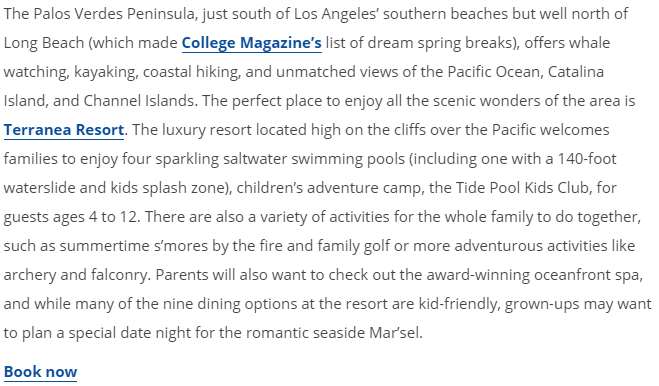 The Palos Verdes Peninsula, just south of Los Angeles’ southern beaches but well north of
Long Beach (which made College Magazine’s list of dream spring breaks), offers whale
watching, kayaking, coastal hiking, and unmatched views of the Pacific Ocean, Catalina
Island, and Channel Islands. The perfect place to enjoy all the scenic wonders of the area is
Terranea Resort. The luxury resort located high on the cliffs over the Pacific welcomes
families to enjoy four sparkling saltwater swimming pools (including one with a 140-foot
waterslide and kids splash zone), children’s adventure camp, the Tide Pool Kids Club, for
guests ages 4 to 12. There are also a variety of activities for the whole family to do together,
such as summertime s’mores by the fire and family golf or more adventurous activities like
archery and falconry. Parents will also want to check out the award-winning oceanfront spa,
and while many of the nine dining options at the resort are kid-friendly, grown-ups may want
to plan a special date night for the romantic seaside Mar’sel.
Book now